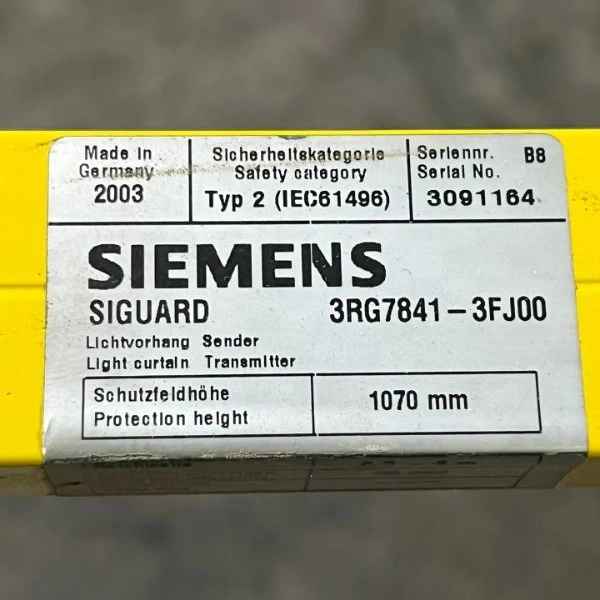 Made in
Germany
2003
Sicherheitskategorie
Safety category
Typ 2 (IEC61496)
Seriennr. B8
Serial No.
3091164
SIEMENS
SIGUARD 3RG7841-3FJ00
Lichtvorhang Sender
Light curtain Transmitter
Schutzfeldhöhe
Protection height
1070 mm